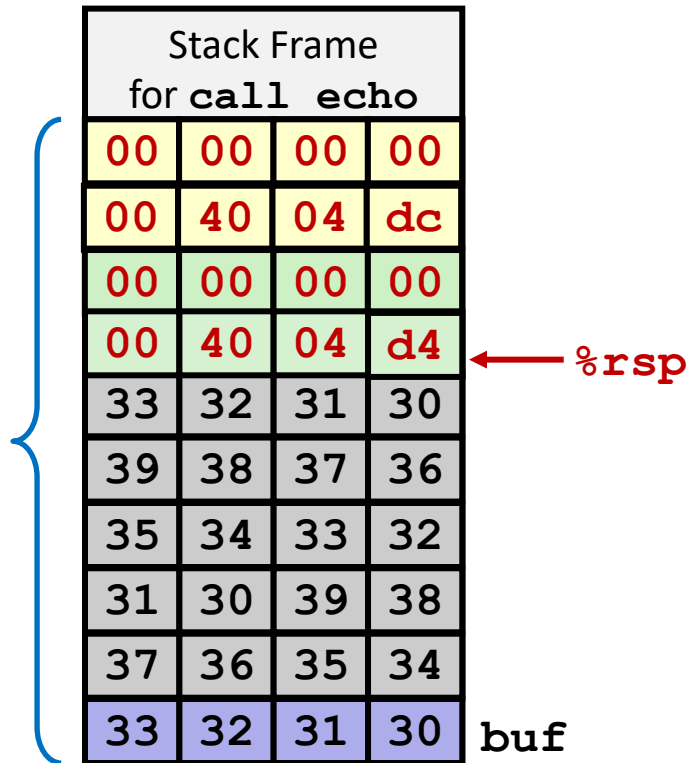 Stack Frame
for call echo
00 00 00 00
00 40 04 dc
00 00 00 00
00 40 04 d4
%rsp
33 32 31 30
39 38 37 36
35 34 33 32
31 30 39 38
37 36 35 34
33 32 31 30 buf